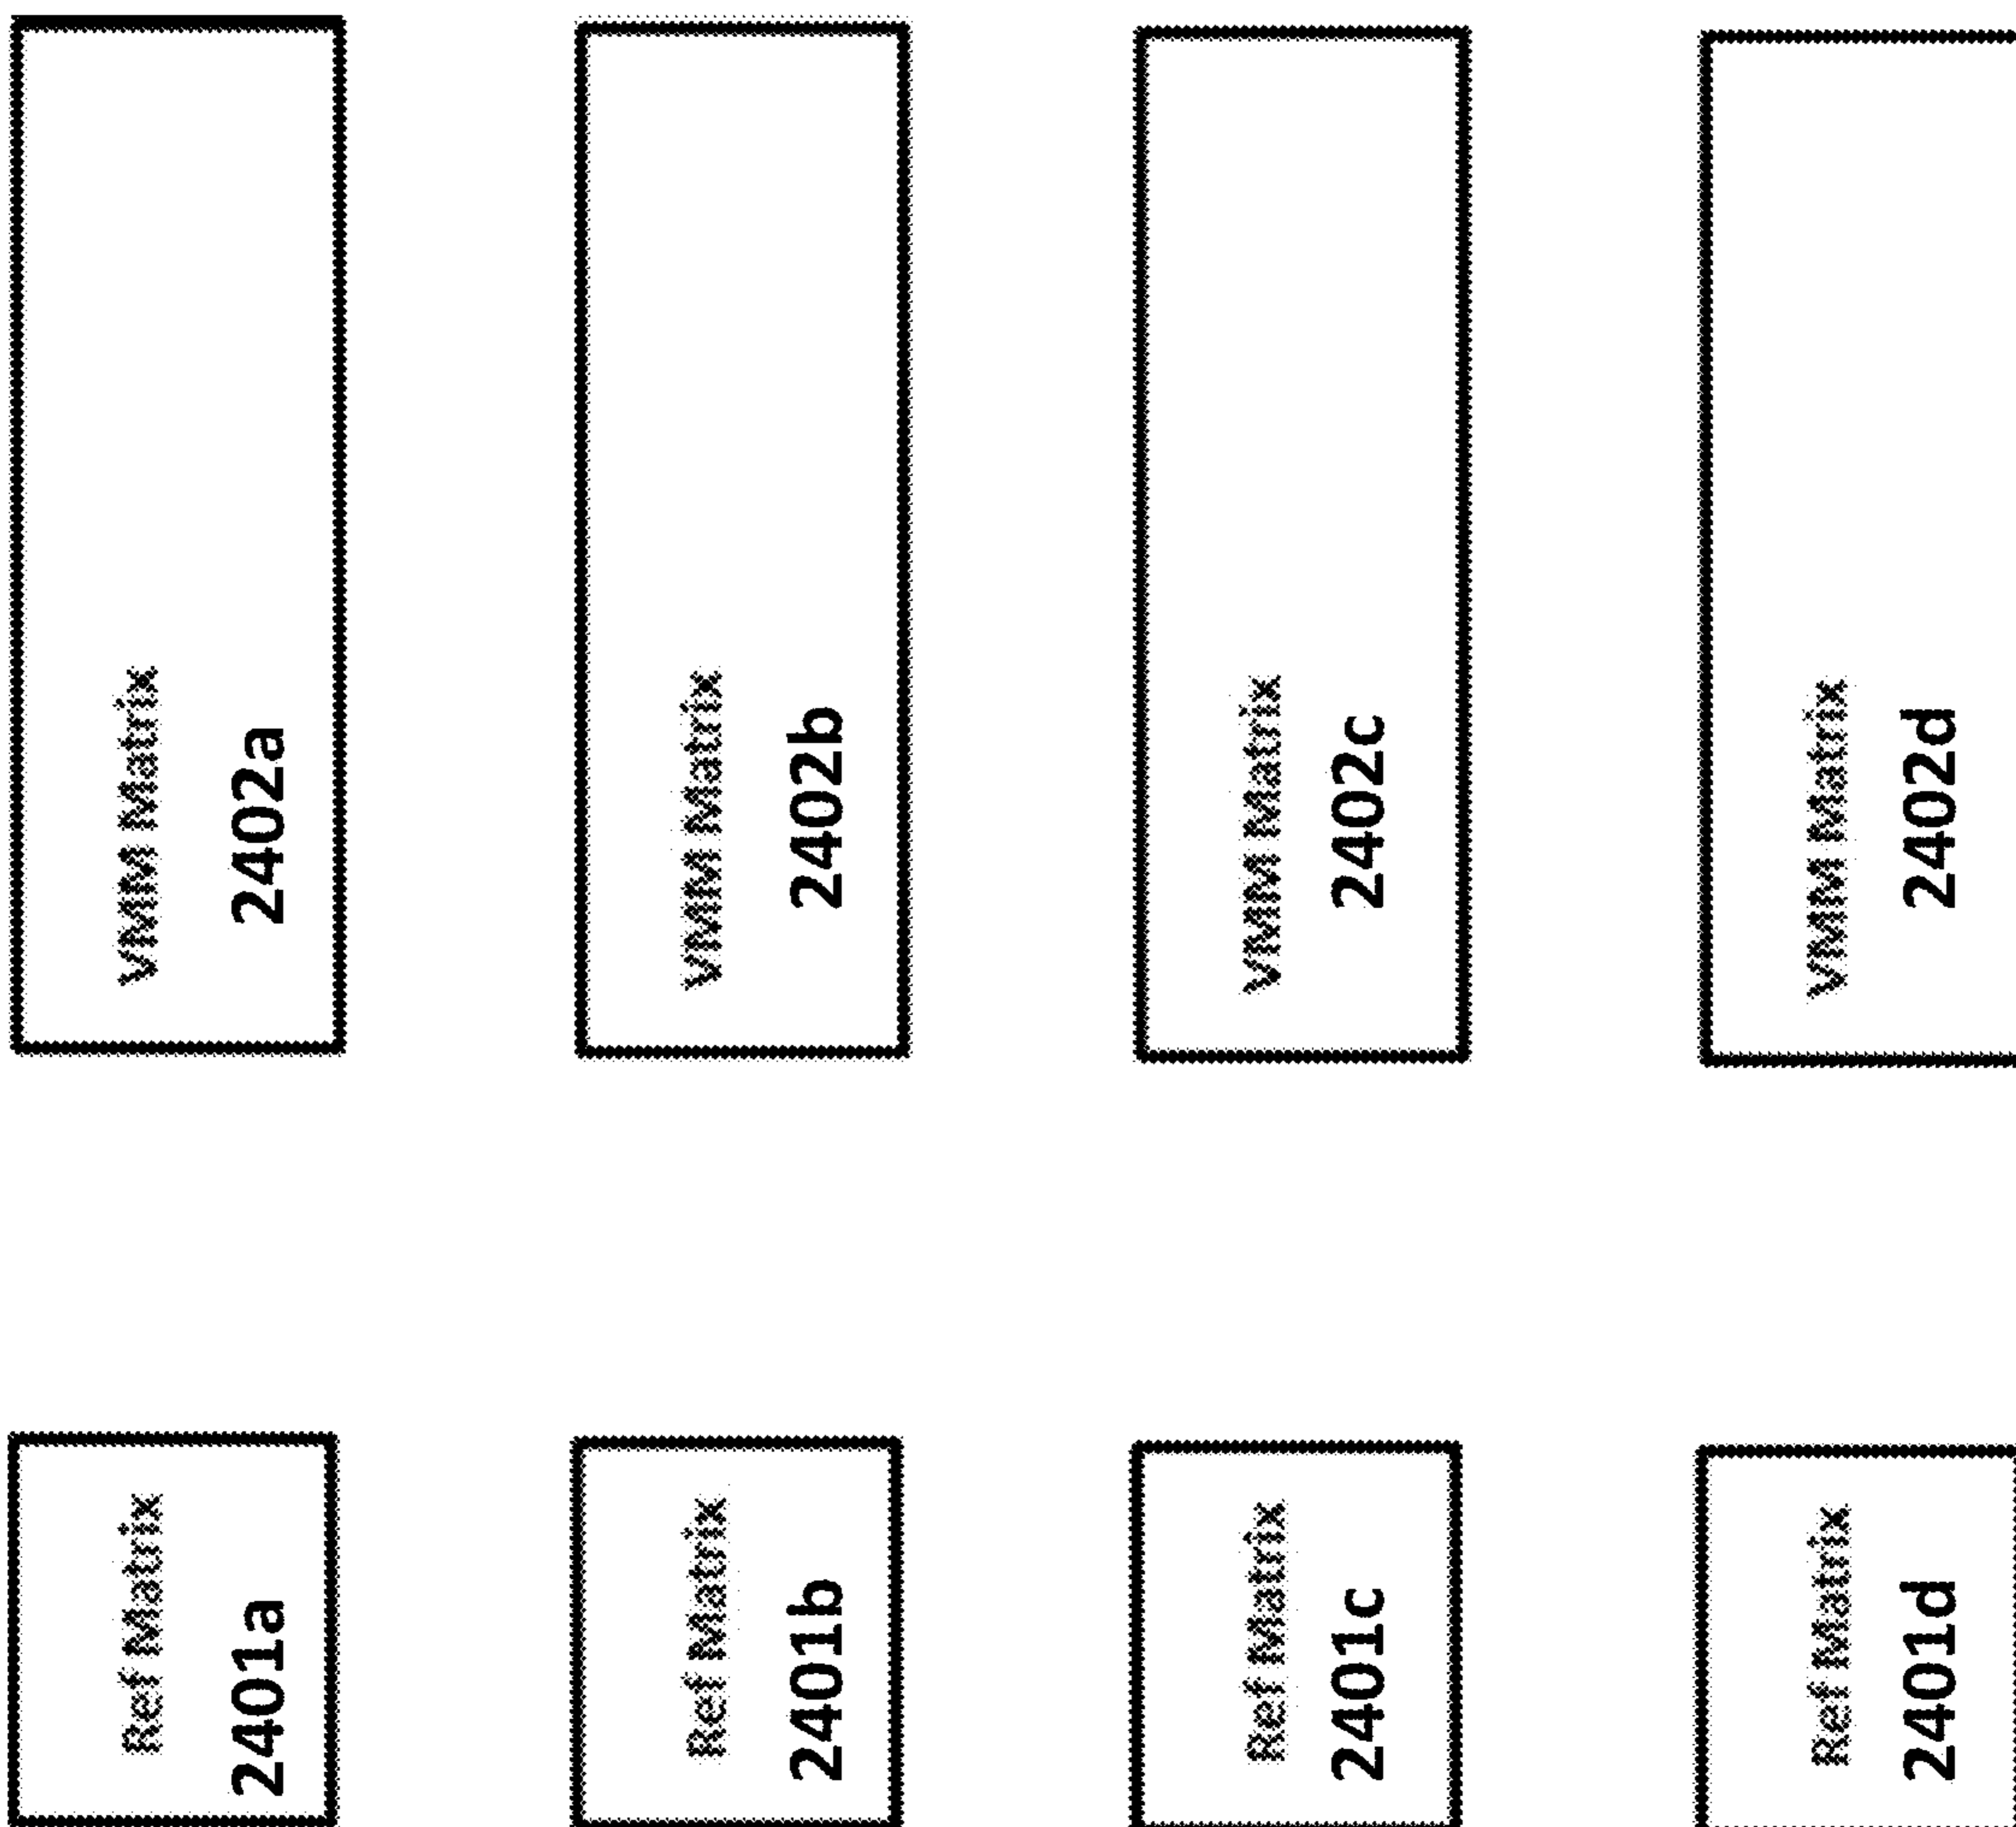 Ref Matrix
2401a
VMM Matrix
2402a
Ref Matrix
2401b
VMM Matrix
2402b
Ref Matrix
2401c
VMM Matrix
2402c
Ref Matrix
2401d
VMM Matrix
2402d